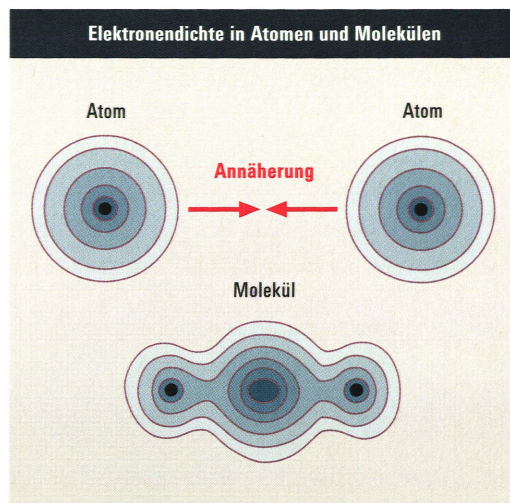 Elektronendichte in Atomen und Molekülen
Atom
Atom
Annäherung
Molekül